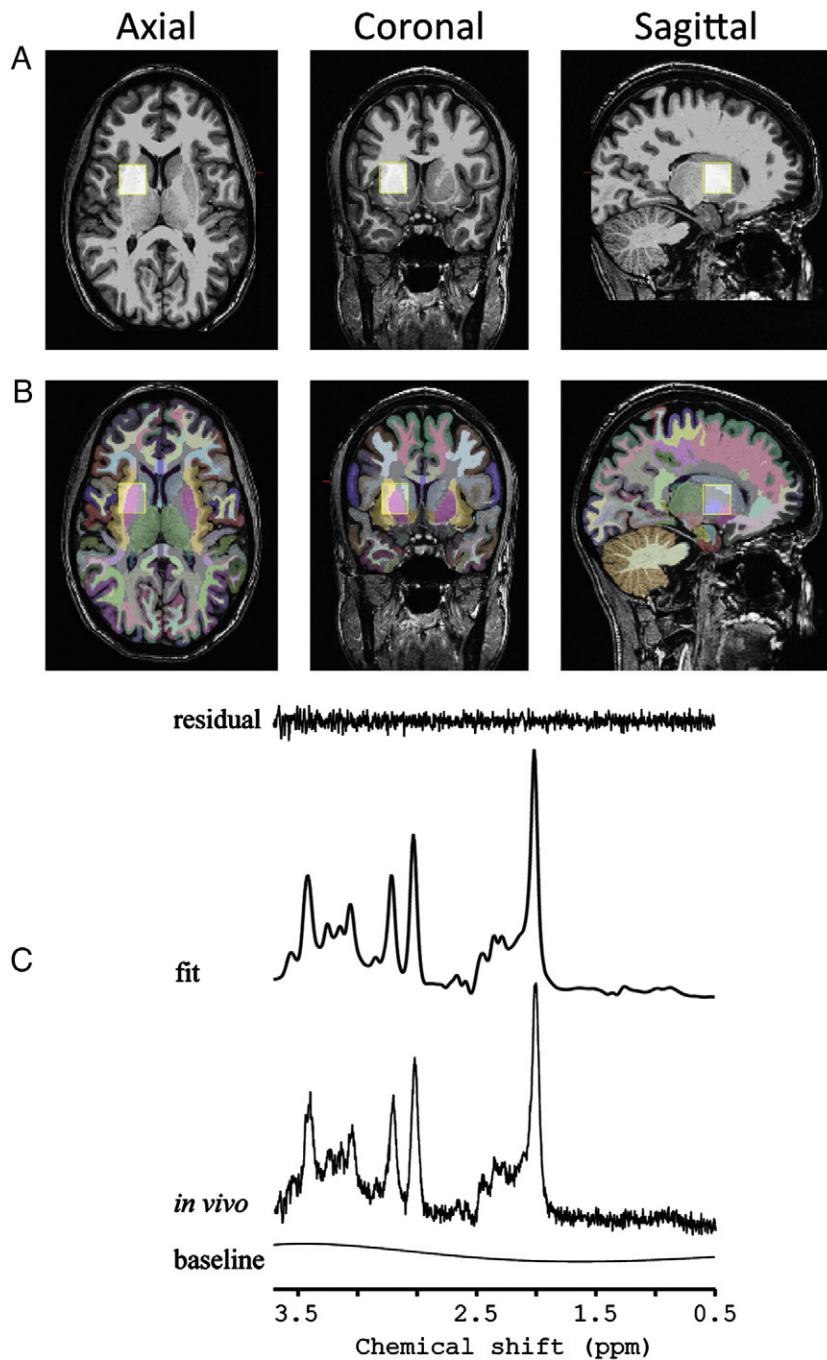 Axial Coronal Sagittal
A
B
residual
C
fit
in vivo
baseline
3.5 2.5 1.5 0.5
Chemical shift (ppm)